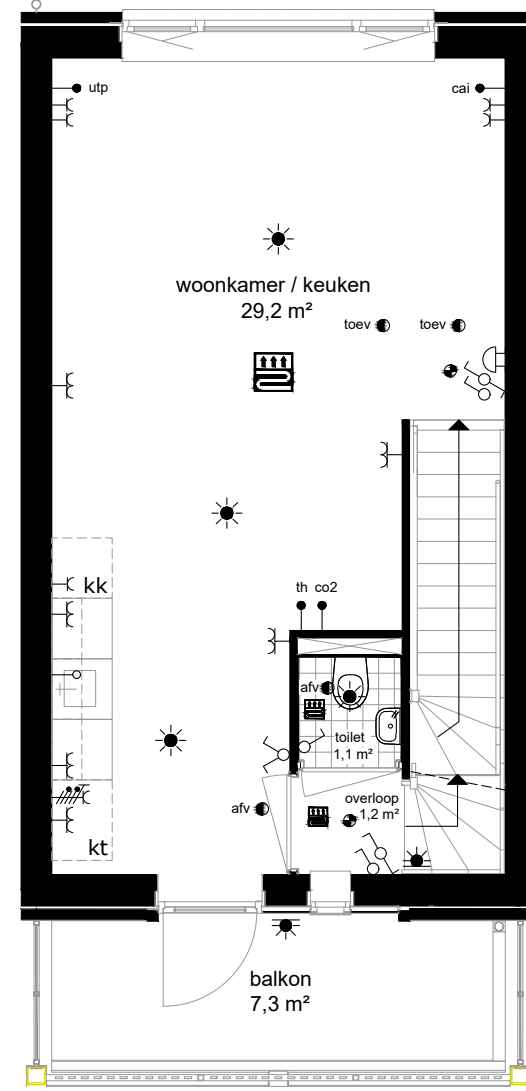 utp
cai
woonkamer / keuken
29,2 m²
toev
toev
kk
th co2
afv
toilet
1,1 m²
afv
overloop
1,2 m²
kt
balkon
7,3 m²